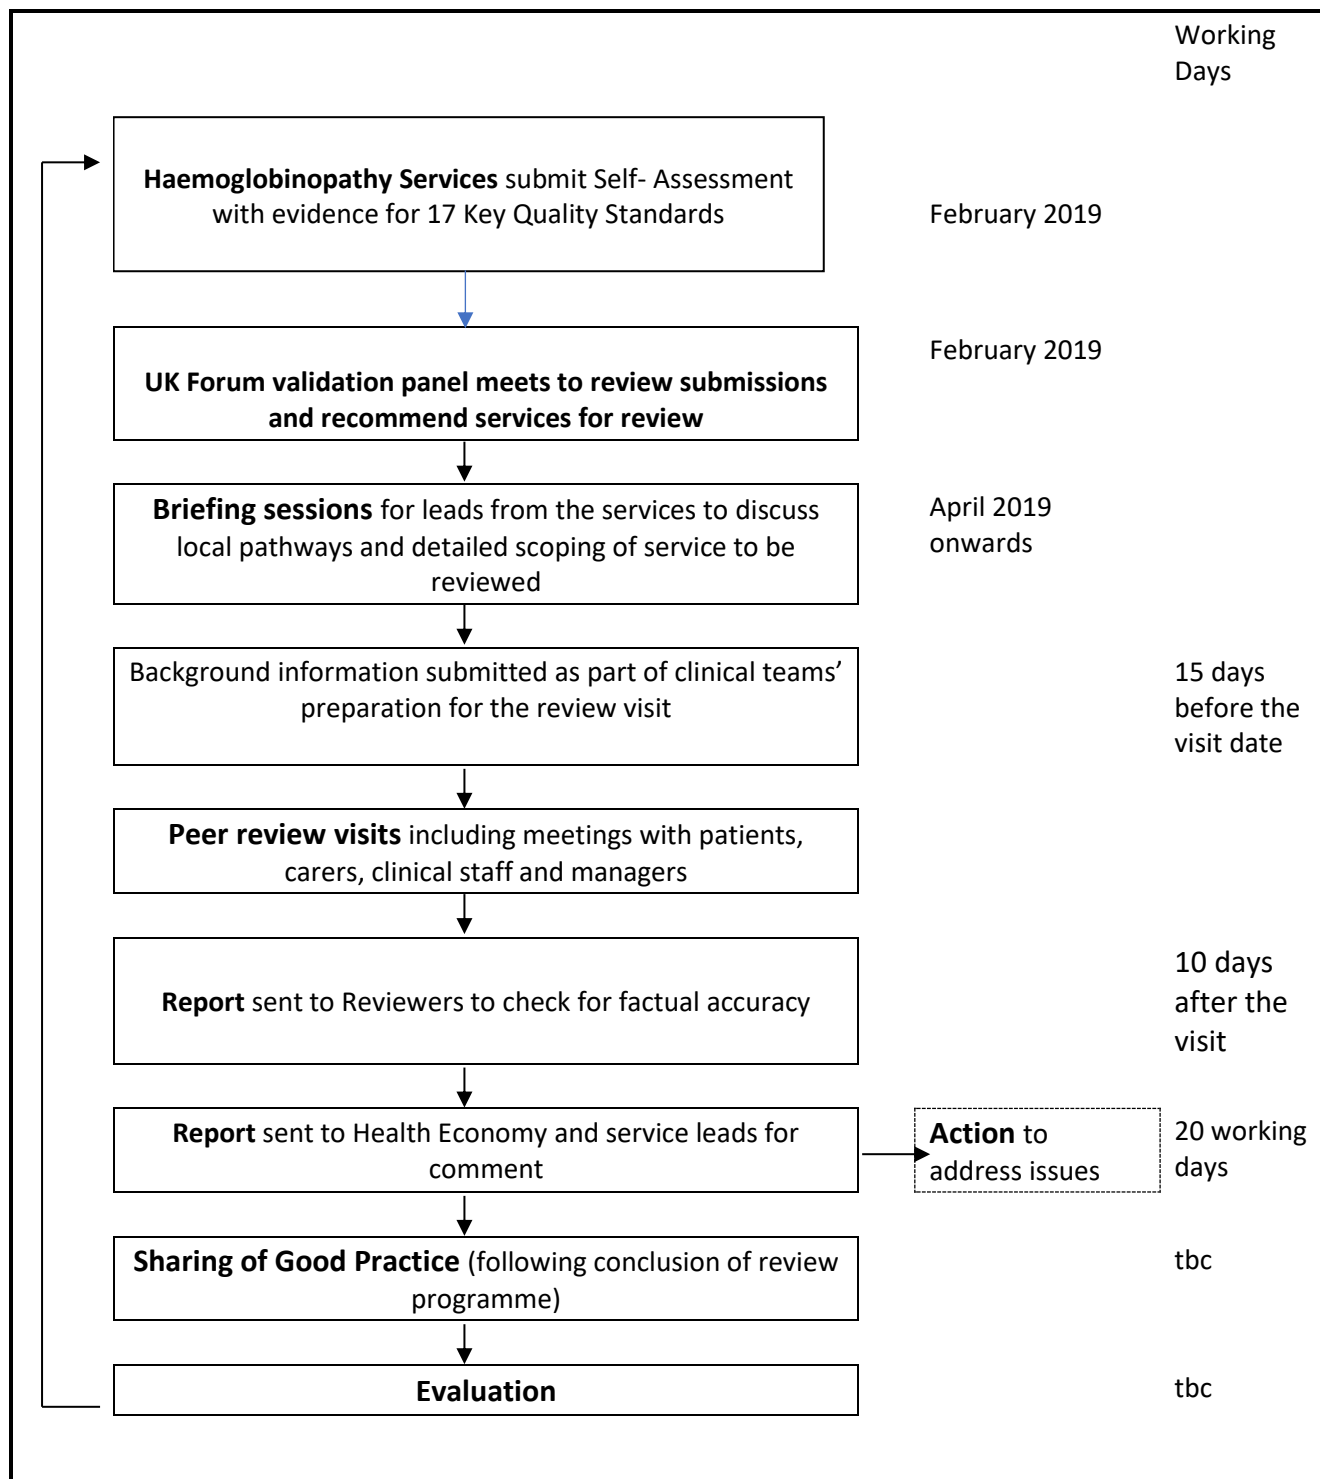 Working
Days
Haemoglobinopathy Services submit Self- Assessment
with evidence for 17 Key Quality Standards
February 2019
February 2019
UK Forum validation panel meets to review submissions
and recommend services for review
Briefing sessions for leads from the services to discuss
local pathways and detailed scoping of service to be
reviewed
April 2019
onwards
Background information submitted as part of clinical teams’
preparation for the review visit
15 days
before the
visit date
Peer review visits including meetings with patients,
carers, clinical staff and managers
Report sent to Reviewers to check for factual accuracy
10 days
after the
visit
Report sent to Health Economy and service leads for
comment
Action to
address issues
20 working
days
Sharing of Good Practice (following conclusion of review
programme)
tbc
Evaluation
tbc